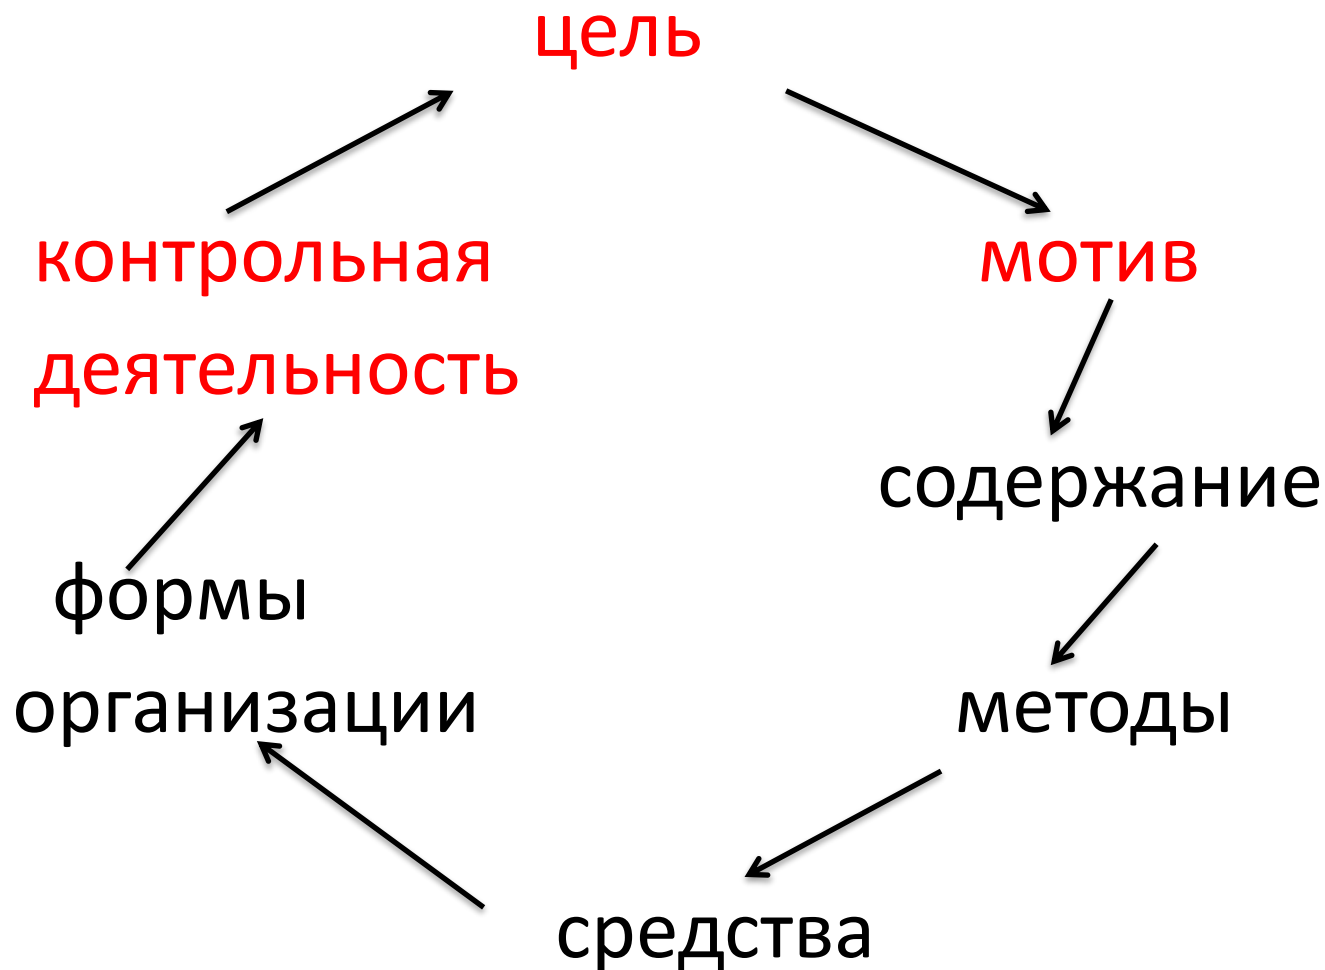 цель
контрольная
деятельность
мотив
содержание
формы
организации
методы
средства